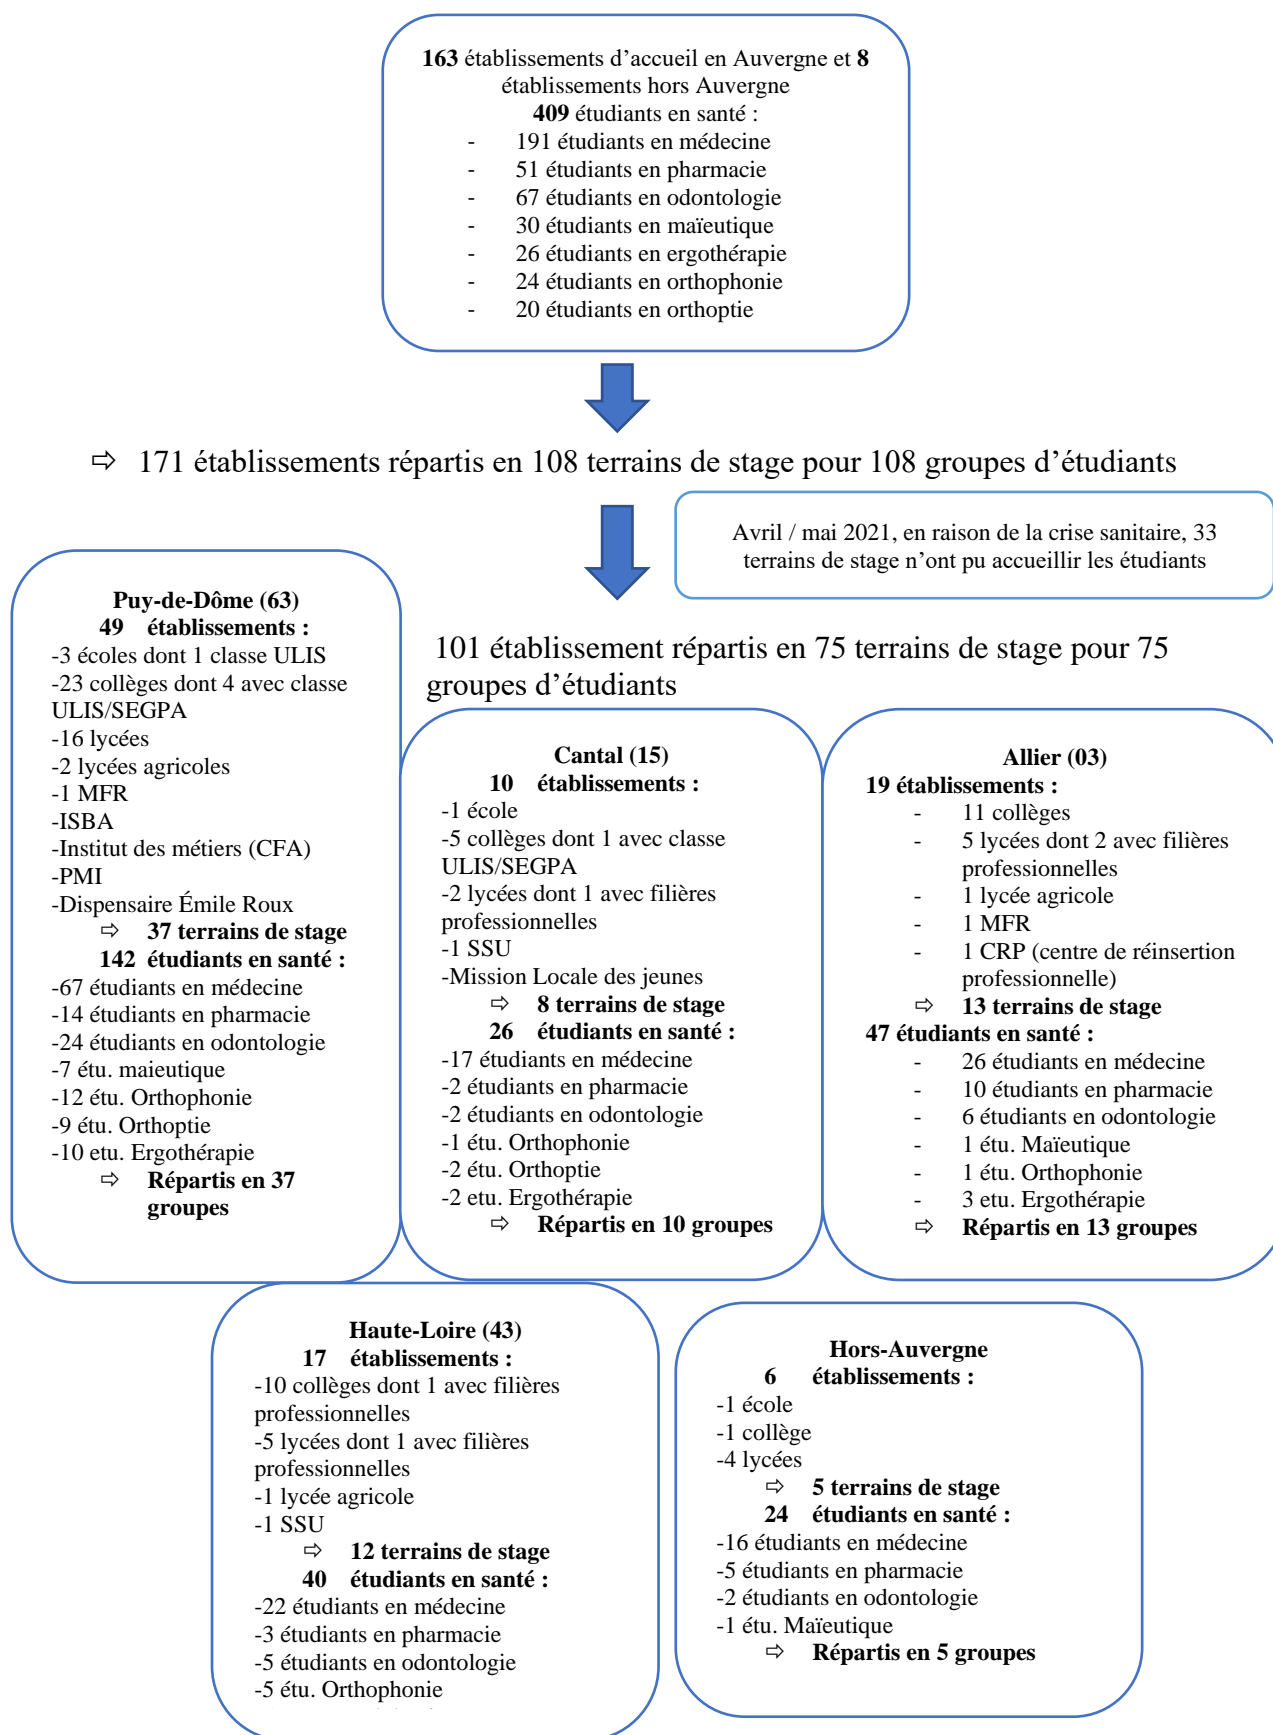 163 établissements d’accueil en Auvergne et 8
établissements hors Auvergne
409 étudiants en santé :
- 191 étudiants en médecine
- 51 étudiants en pharmacie
- 67 étudiants en odontologie
- 30 étudiants en maïeutique
- 26 étudiants en ergothérapie
- 24 étudiants en orthophonie
- 20 étudiants en orthoptie
⇨ 171 établissements répartis en 108 terrains de stage pour 108 groupes d’étudiants
Avril / mai 2021, en raison de la crise sanitaire, 33
terrains de stage n’ont pu accueillir les étudiants
101 établissement répartis en 75 terrains de stage pour 75
groupes d’étudiants
Puy-de-Dôme (63)
49 établissements :
-3 écoles dont 1 classe ULIS
-23 collèges dont 4 avec classe
ULIS/SEGPA
-16 lycées
-2 lycées agricoles
-1 MFR
-ISBA
-Institut des métiers (CFA)
-PMI
-Dispensaire Émile Roux
⇨ 37 terrains de stage
142 étudiants en santé :
-67 étudiants en médecine
-14 étudiants en pharmacie
-24 étudiants en odontologie
-7 étu. maieutique
-12 étu. Orthophonie
-9 étu. Orthoptie
-10 etu. Ergothérapie
⇨ Répartis en 37
groupes
Cantal (15)
10 établissements :
-1 école
-5 collèges dont 1 avec classe
ULIS/SEGPA
-2 lycées dont 1 avec filières
professionnelles
-1 SSU
-Mission Locale des jeunes
⇨ 8 terrains de stage
26 étudiants en santé :
-17 étudiants en médecine
-2 étudiants en pharmacie
-2 étudiants en odontologie
-1 étu. Orthophonie
-2 étu. Orthoptie
-2 etu. Ergothérapie
⇨ Répartis en 10 groupes
Allier (03)
19 établissements :
- 11 collèges
- 5 lycées dont 2 avec filières
professionnelles
- 1 lycée agricole
- 1 MFR
- 1 CRP (centre de réinsertion
professionnelle)
⇨ 13 terrains de stage
47 étudiants en santé :
- 26 étudiants en médecine
- 10 étudiants en pharmacie
- 6 étudiants en odontologie
- 1 étu. Maïeutique
- 1 étu. Orthophonie
- 3 etu. Ergothérapie
⇨ Répartis en 13 groupes
Haute-Loire (43)
17 établissements :
-10 collèges dont 1 avec filières
professionnelles
-5 lycées dont 1 avec filières
professionnelles
-1 lycée agricole
-1 SSU
⇨ 12 terrains de stage
40 étudiants en santé :
-22 étudiants en médecine
-3 étudiants en pharmacie
-5 étudiants en odontologie
-5 étu. Orthophonie
Hors-Auvergne
6 établissements :
-1 école
-1 collège
-4 lycées
⇨ 5 terrains de stage
24 étudiants en santé :
-16 étudiants en médecine
-5 étudiants en pharmacie
-2 étudiants en odontologie
-1 étu. Maïeutique
⇨ Répartis en 5 groupes